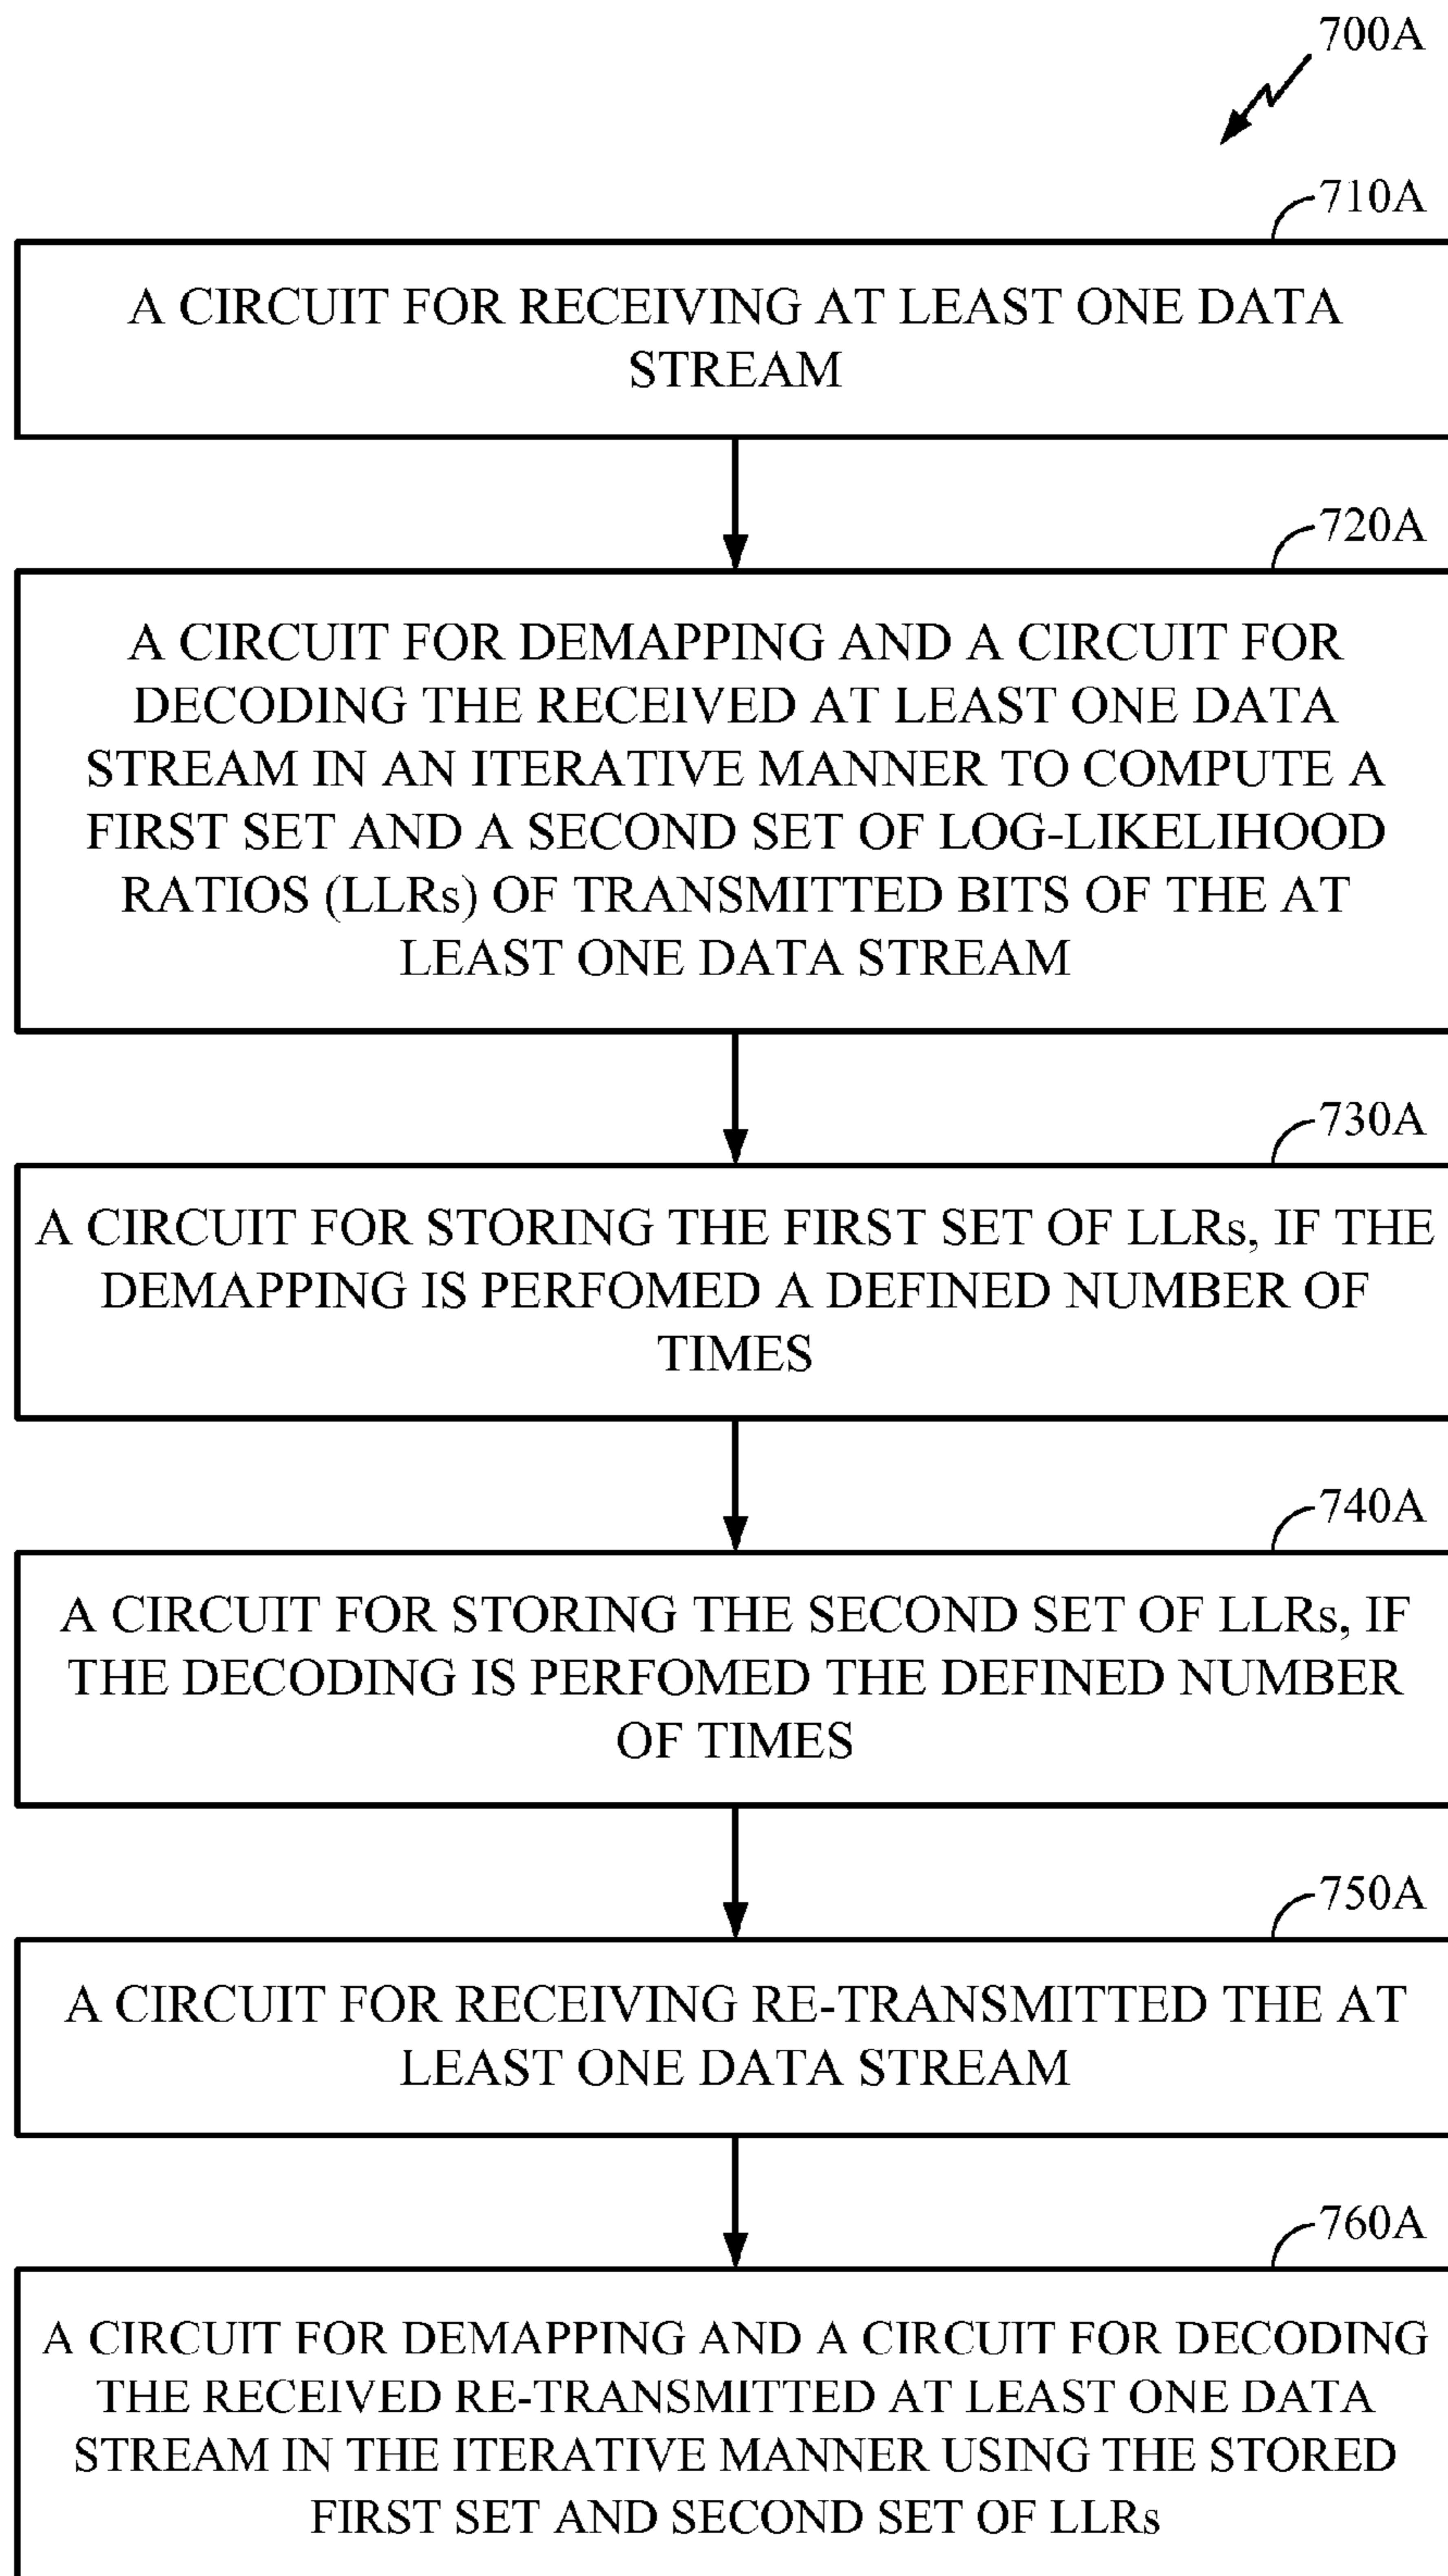 700A
710A
A CIRCUIT FOR RECEIVING AT LEAST ONE DATA
STREAM
720A
A CIRCUIT FOR DEMAPPING AND A CIRCUIT FOR
DECODING THE RECEIVED AT LEAST ONE DATA
STREAM IN AN ITERATIVE MANNER TO COMPUTE A
FIRST SET AND A SECOND SET OF LOG-LIKELIHOOD
RATIOS (LLRs) OF TRANSMITTED BITS OF THE AT
LEAST ONE DATA STREAM
730A
A CIRCUIT FOR STORING THE FIRST SET OF LLRs, IF THE
DEMAPPING IS PERFOMED A DEFINED NUMBER OF
TIMES
740A
A CIRCUIT FOR STORING THE SECOND SET OF LLRs, IF
THE DECODING IS PERFOMED THE DEFINED NUMBER
OF TIMES
750A
A CIRCUIT FOR RECEIVING RE-TRANSMITTED THE AT
LEAST ONE DATA STREAM
760A
A CIRCUIT FOR DEMAPPING AND A CIRCUIT FOR DECODING
THE RECEIVED RE-TRANSMITTED AT LEAST ONE DATA
STREAM IN THE ITERATIVE MANNER USING THE STORED
FIRST SET AND SECOND SET OF LLRs